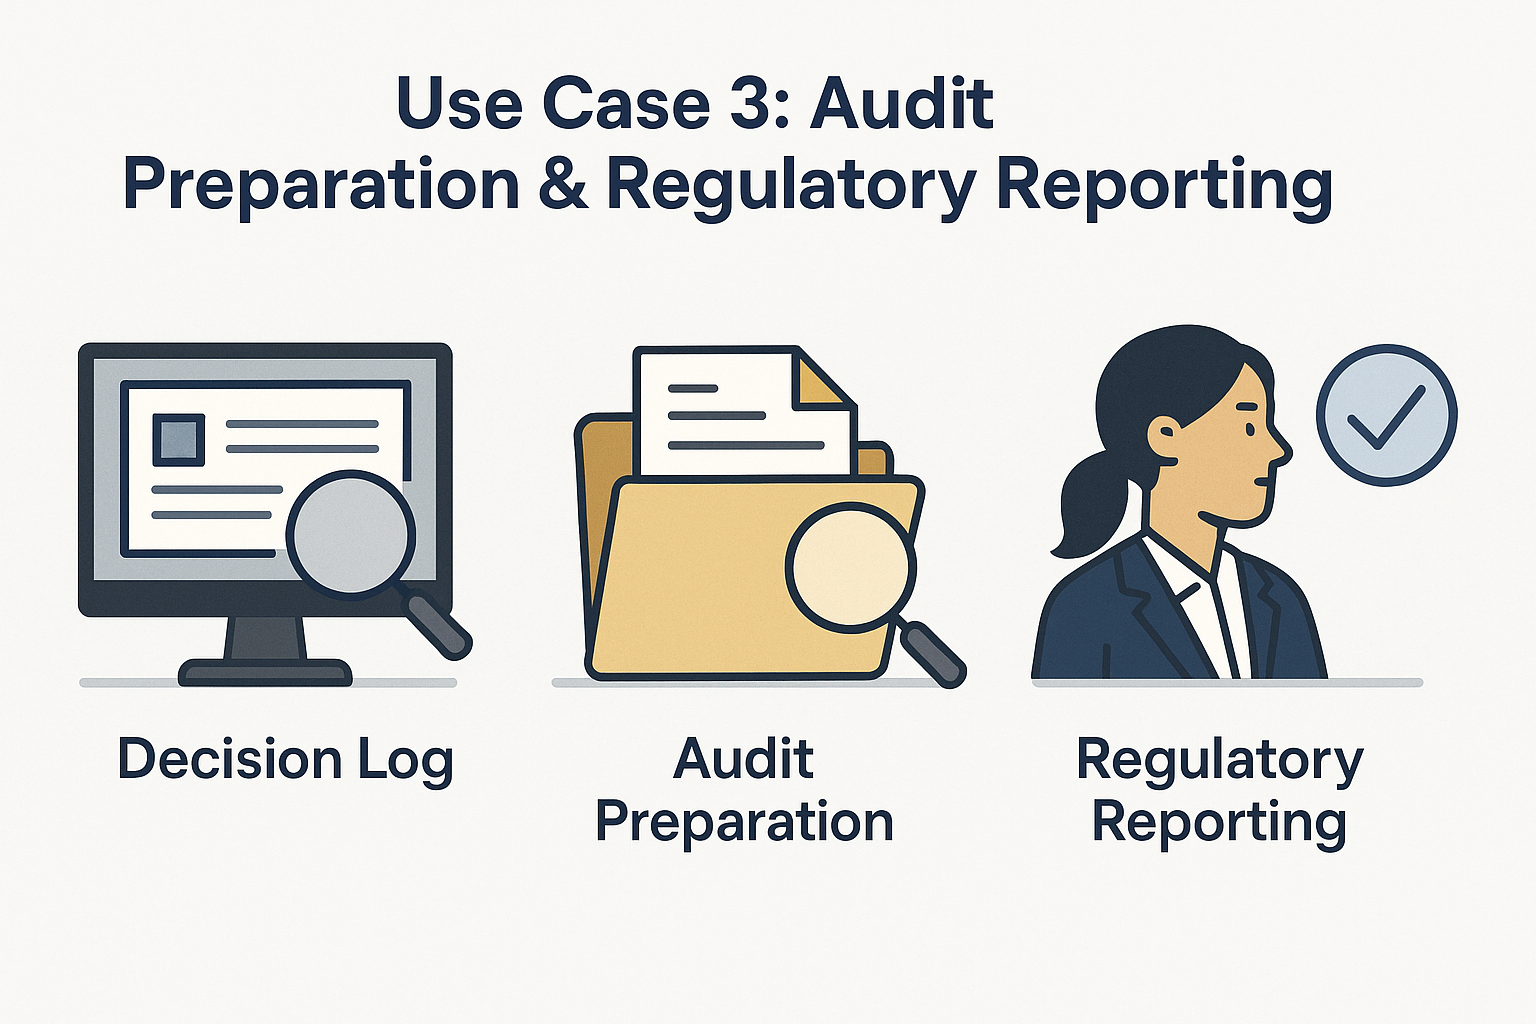 Use Case 3: Audit
Preparation & Regulatory Reporting
Decision Log
Audit
Preparation
Regulatory
Reporting